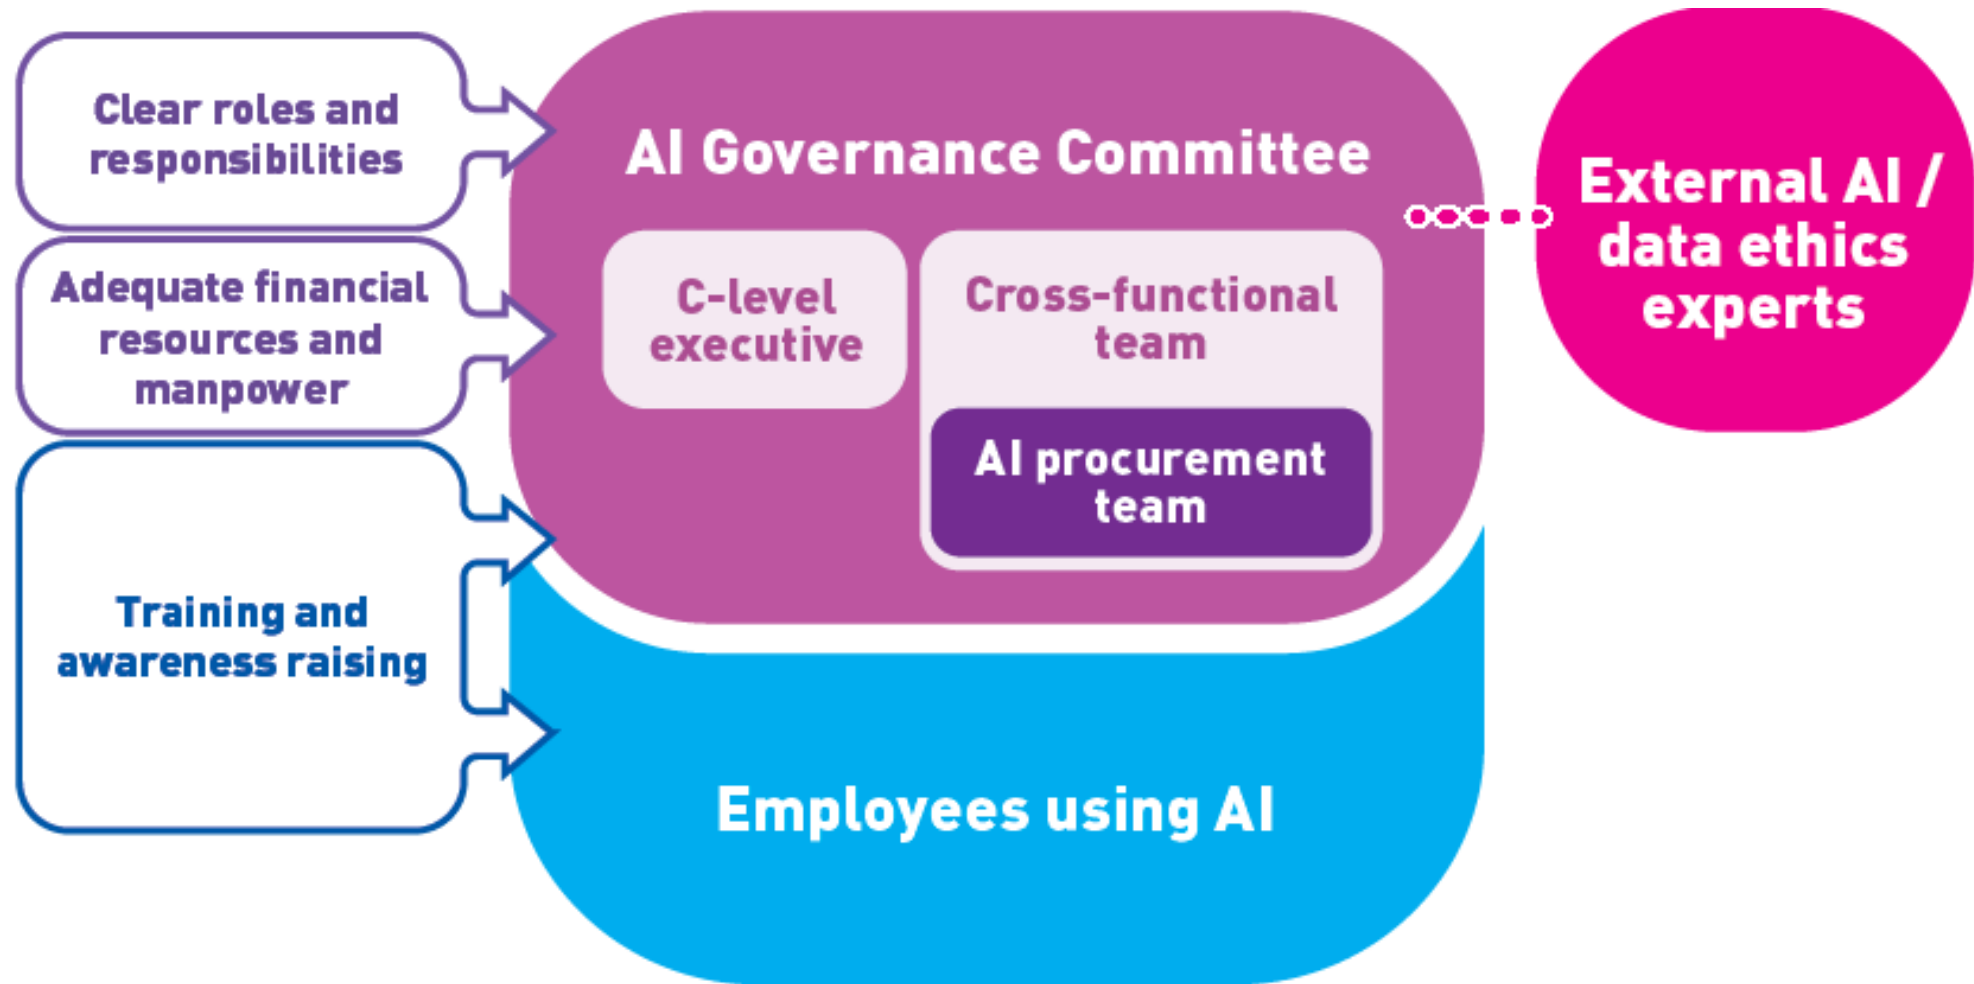 Clear roles and
responsibilities
Adequate financial
resources and
manpower
Training and
awareness raising
AI Governance Committee
C-level
executive
Cross-functional
team
AI procurement
team
Employees using AI
External AI /
data ethics
experts